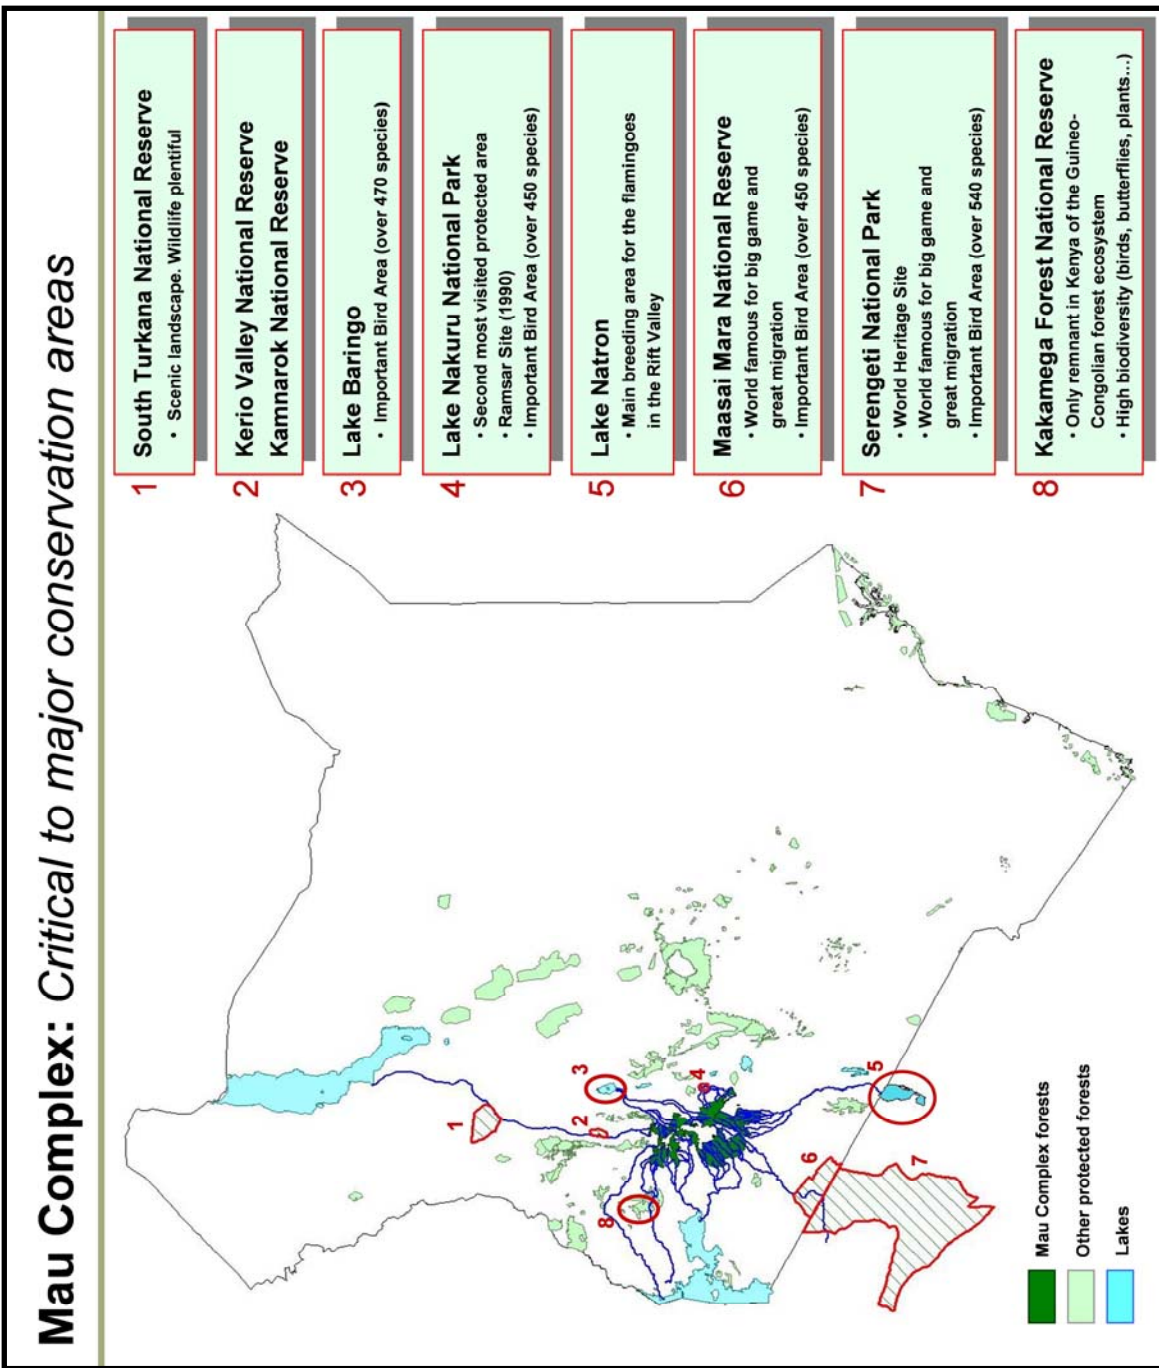 Mau Complex: Critical to major conservation areas
1
South Turkana National Reserve
• Scenic landscape. Wildlife plentiful
2
Kerio Valley National Reserve
Kamnarok National Reserve
3
Lake Baringo
• Important Bird Area (over 470 species)
4
Lake Nakuru National Park
• Second most visited protected area
• Ramsar Site (1990)
• Important Bird Area (over 450 species)
5
Lake Natron
• Main breeding area for the flamingoes
in the Rift Valley
6
Maasai Mara National Reserve
• World famous for big game and
great migration
• Important Bird Area (over 450 species)
7
Serengeti National Park
• World Heritage Site
• World famous for big game and
great migration
• Important Bird Area (over 540 species)
8
Kakamega Forest National Reserve
• Only remnant in Kenya of the Guineo-
Congolian forest ecosystem
• High biodiversity (birds, butterflies, plants...)
1
2
3
8
4
5
6
7
Mau Complex forests
Other protected forests
Lakes